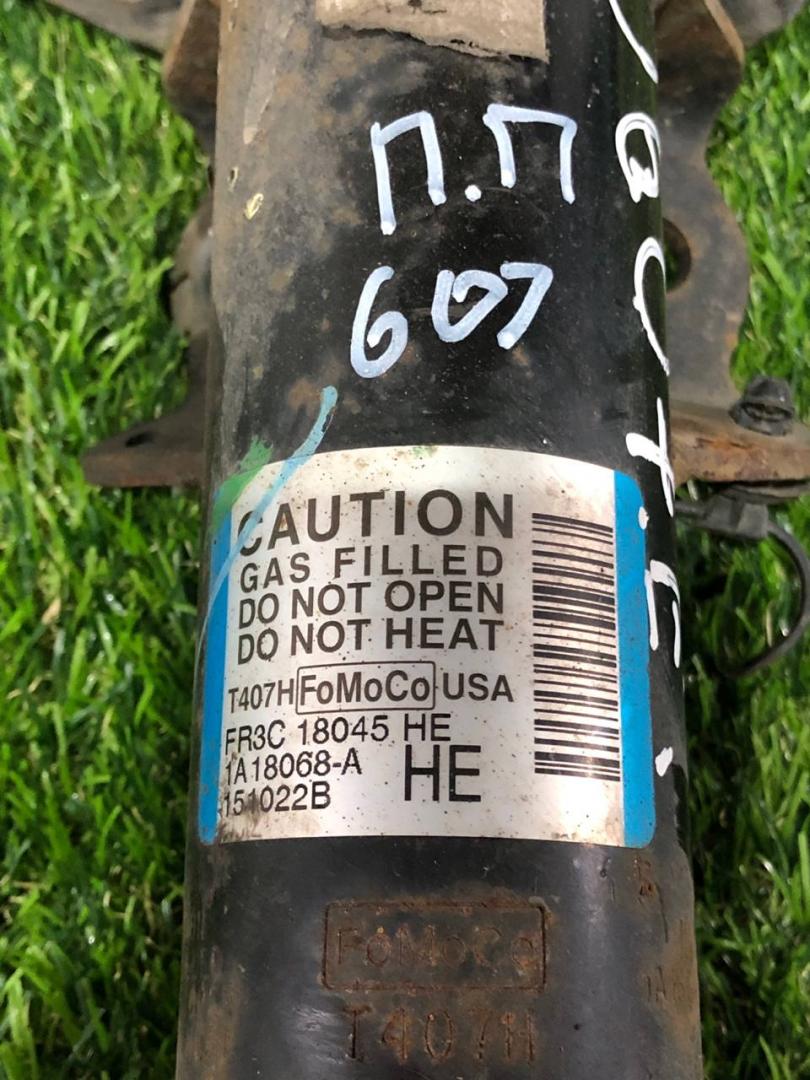 П.П
607
CAUTION
GAS FILLED
DO NOT OPEN
DO NOT HEAT
T407H FoMoCo USA
FR3C 18045 HE
1A18068-A
HE
151022B
FoMoCo
T407H